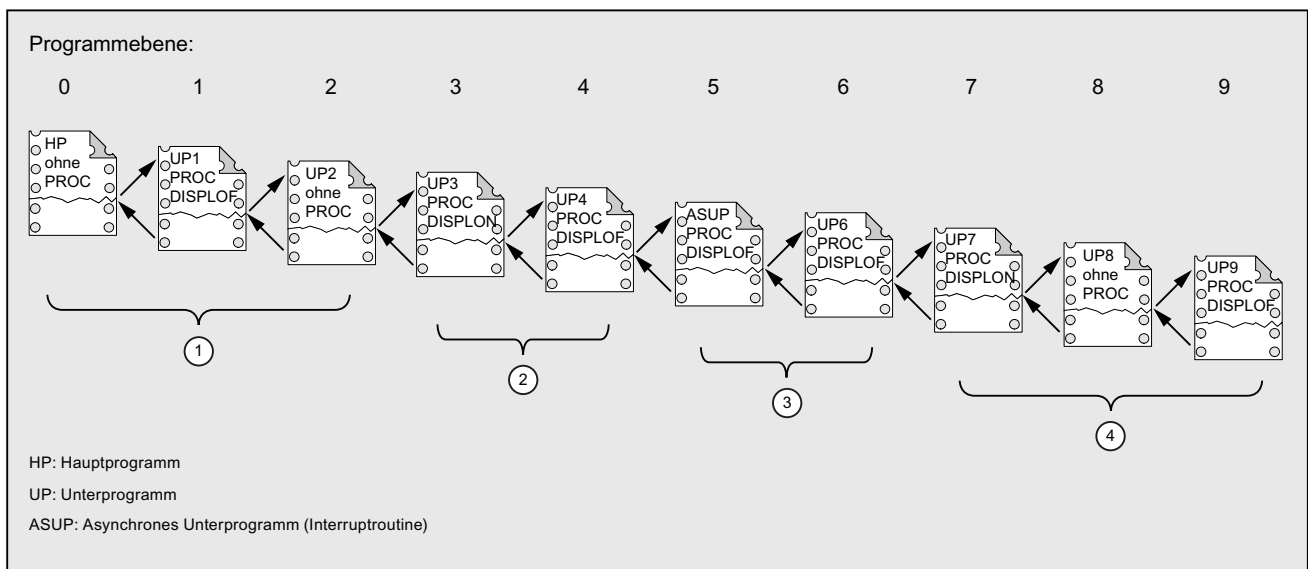 Programmebene:
0 1 2 3 4 5 6 7 8 9
HP
ohne
PROC
UP1
PROC
DISPLOF
UP2
ohne
PROC
UP3
PROC
DISPLON
UP4
PROC
DISPLOF
ASUP
PROC
DISPLOF
UP6
PROC
DISPLOF
UP7
PROC
DISPLON
UP8
ohne
PROC
UP9
PROC
DISPLOF
1
2
3
4
HP: Hauptprogramm
UP: Unterprogramm
ASUP: Asynchrones Unterprogramm (Interruptroutine)